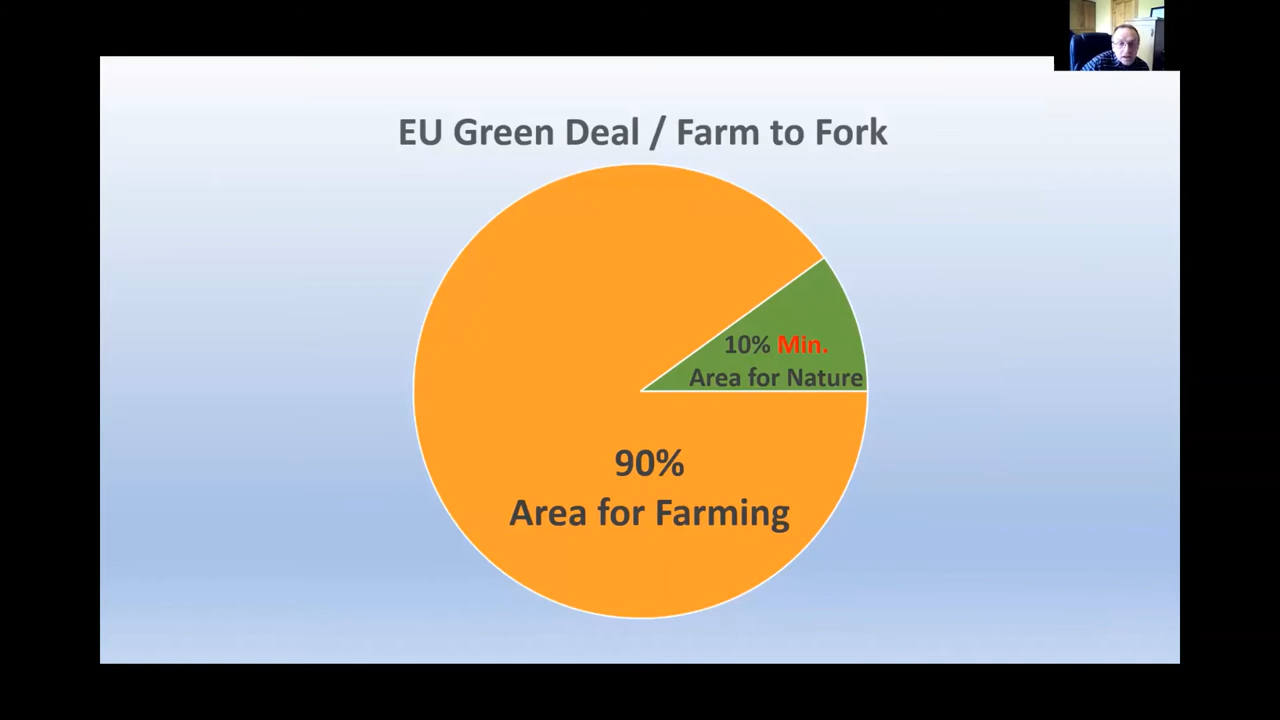 EU Green Deal / Farm to Fork
10% Min.
Area for Nature
90%
Area for Farming